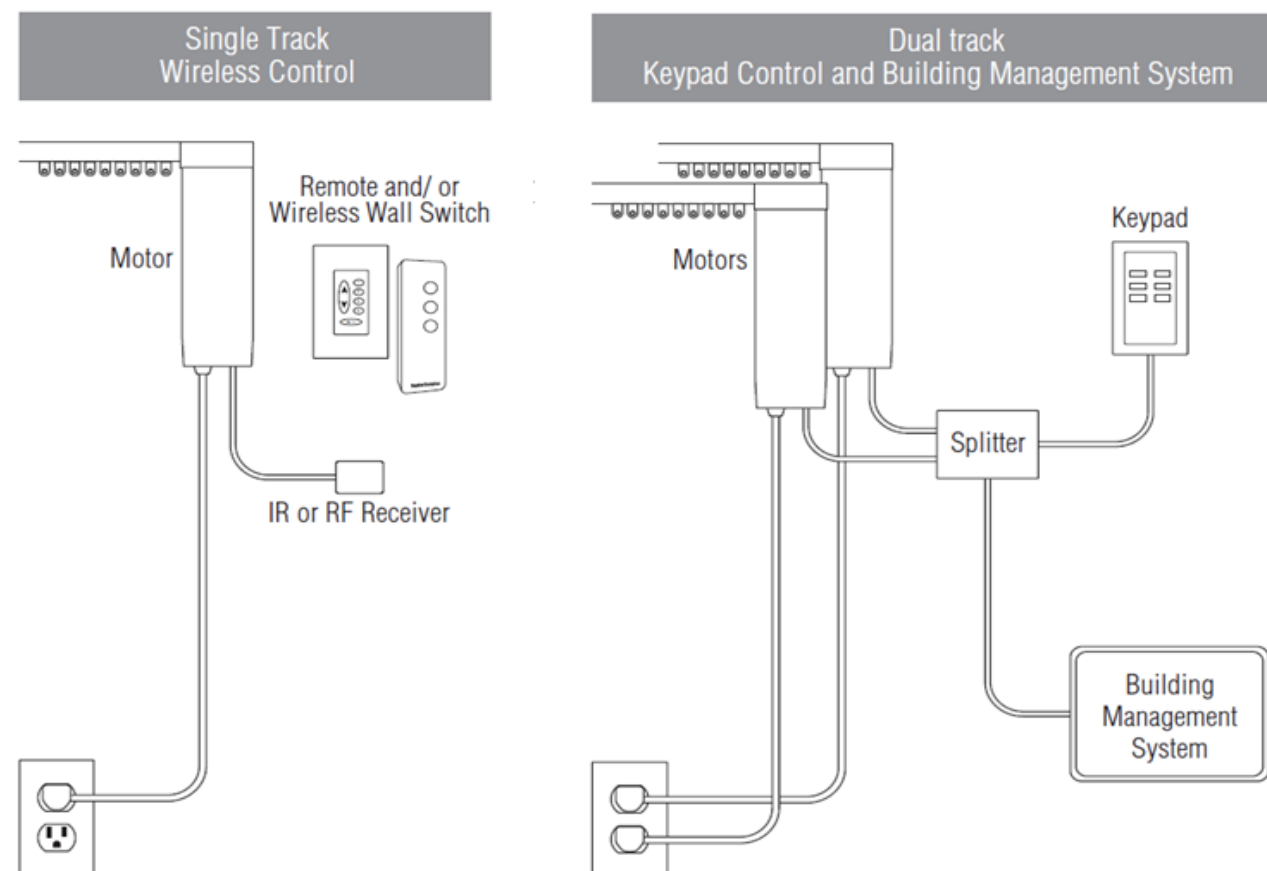 Single Track
Wireless Control
Dual track
Keypad Control and Building Management System
Remote and/ or
Wireless Wall Switch
Motor
IR or RF Receiver
Motors
Keypad
Splitter
Building
Management
System